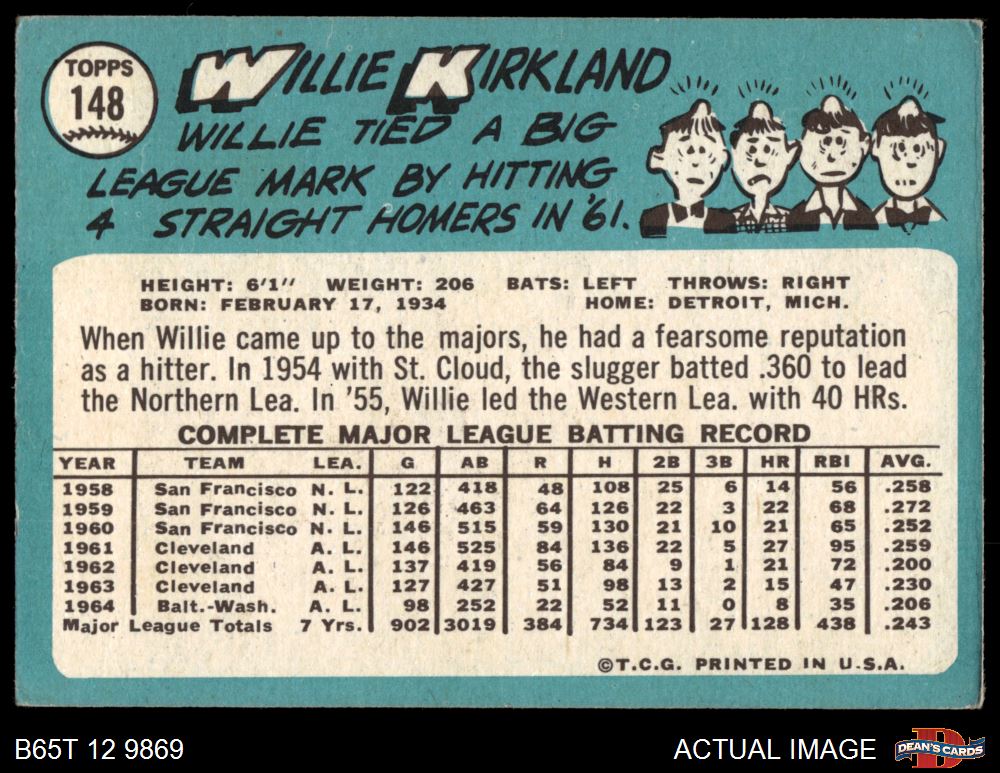 TOPPS
148
WILLIE KIRKLAND
WILLIE TIED A BIG
LEAGUE MARK BY HITTING
4 STRAIGHT HOMERS IN '61.
HEIGHT: 6'1" WEIGHT: 206 BATS: LEFT THROWS: RIGHT
BORN: FEBRUARY 17, 1934 HOME: DETROIT, MICH.
When Willie came up to the majors, he had a fearsome reputation
as a hitter. In 1954 with St. Cloud, the slugger batted .360 to lead
the Northern Lea. In '55, Willie led the Western Lea. with 40 HRs.
COMPLETE MAJOR LEAGUE BATTING RECORD
YEAR TEAM LEA. G AB R H 2B 3B HR RBI AVG.
1958 San Francisco N. L. 122 418 48 108 25 6 14 56 .258
1959 San Francisco N. L. 126 463 64 126 22 3 22 68 .272
1960 San Francisco N. L. 146 515 59 130 21 10 21 65 .252
1961 Cleveland A. L. 146 525 84 136 22 5 27 95 .259
1962 Cleveland A. L. 137 419 56 84 9 1 21 72 .200
1963 Cleveland A. L. 127 427 51 98 13 2 15 47 .230
1964 Balt.-Wash. A. L. 98 252 22 52 11 0 8 35 .206
Major League Totals 7 Yrs. 902 3019 384 734 123 27 128 438 .243
©T.C.G. PRINTED IN U.S.A.
B65T 12 9869 ACTUAL IMAGE DEAN'S CARDS